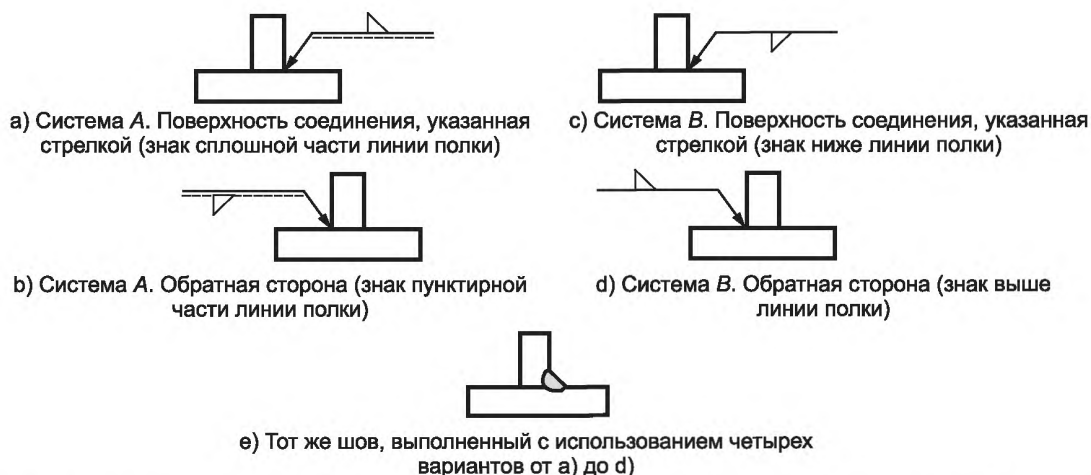 a) Система A. Поверхность соединения, указанная
стрелкой (знак сплошной части линии полки)
c) Система B. Поверхность соединения, указанная
стрелкой (знак ниже линии полки)
b) Система A. Обратная сторона (знак пунктирной
части линии полки)
d) Система B. Обратная сторона (знак выше
линии полки)
e) Тот же шов, выполненный с использованием четырех
вариантов от a) до d)